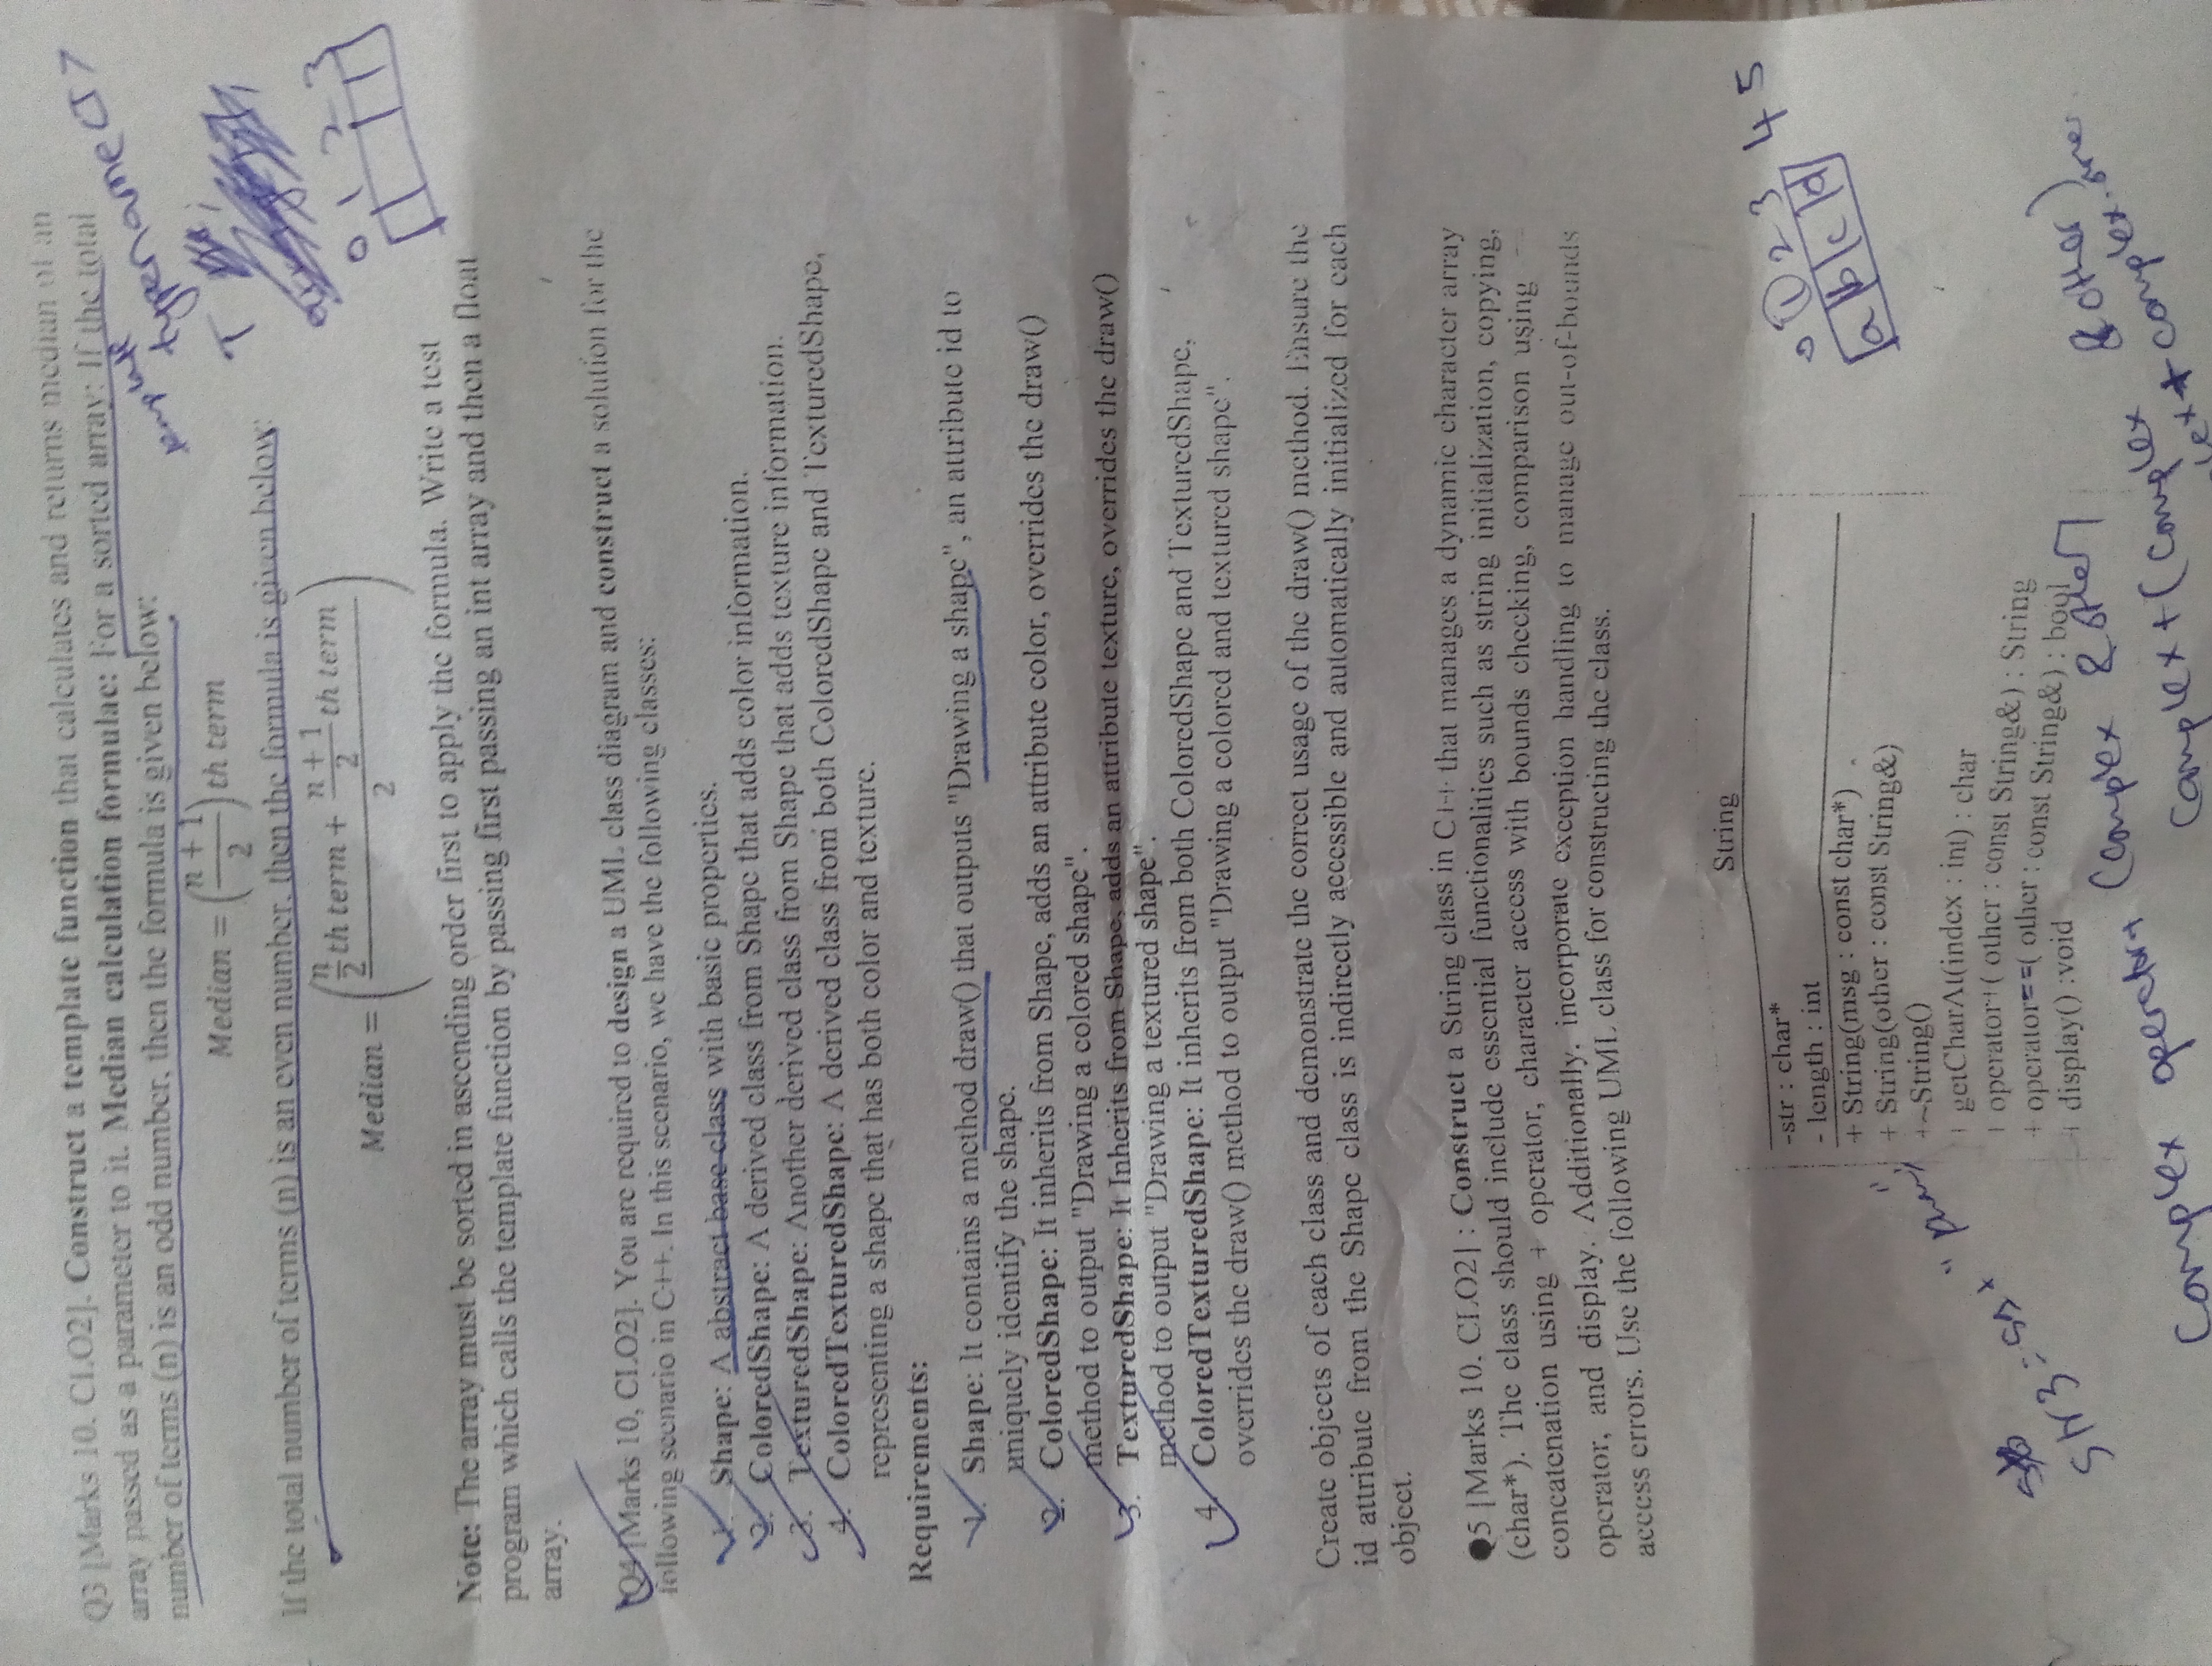 Q3 [Marks 10, CLO2]. Construct a template function that calculates and returns median of an
array passed as a parameter to it. Median calculation formulae: For a sorted array: If the total
number of terms (n) is an odd number, then the formula is given below:
template
typename<T>
T
Median = ( n + 1 / 2 ) th term
If the total number of terms (n) is an even number, then the formula is given below:
Median = ( n/2 th term + n + 1 / 2 th term / 2 )
0 1 2 3
Note: The array must be sorted in ascending order first to apply the formula. Write a test
program which calls the template function by passing first passing an int array and then a float
array.
Q4 [Marks 10, CLO2]. You are required to design a UML class diagram and construct a solution for the
following scenario in C++. In this scenario, we have the following classes:
1. Shape: A abstract base class with basic properties.
2. ColoredShape: A derived class from Shape that adds color information.
3. TexturedShape: Another derived class from Shape that adds texture information.
4. ColoredTexturedShape: A derived class from both ColoredShape and TexturedShape,
representing a shape that has both color and texture.
Requirements:
1. Shape: It contains a method draw() that outputs "Drawing a shape", an attribute id to
uniquely identify the shape.
2. ColoredShape: It inherits from Shape, adds an attribute color, overrides the draw()
method to output "Drawing a colored shape".
3. TexturedShape: It Inherits from Shape, adds an attribute texture, overrides the draw()
method to output "Drawing a textured shape".
4. ColoredTexturedShape: It inherits from both ColoredShape and TexturedShape,
overrides the draw() method to output "Drawing a colored and textured shape".
Create objects of each class and demonstrate the correct usage of the draw() method. Ensure the
id attribute from the Shape class is indirectly accessible and automatically initialized for each
object.
Q5 [Marks 10, CLO2] : Construct a String class in C++ that manages a dynamic character array
(char*). The class should include essential functionalities such as string initialization, copying,
concatenation using + operator, character access with bounds checking, comparison using ==
operator, and display. Additionally, incorporate exception handling to manage out-of-bounds
access errors. Use the following UML class for constructing the class.
String
-str : char*
- length : int
+ String(msg : const char*)
+ String(other : const String&)
+~String()
+ getCharAt(index : int) : char
+ operator+( other : const String&) : String
+ operator==( other : const String&) : bool
+ display() :void
0 1 2 3 4 5
a b c d
Complex operator+ (Complex & other)
Complex + (Complex & other)
complex.other